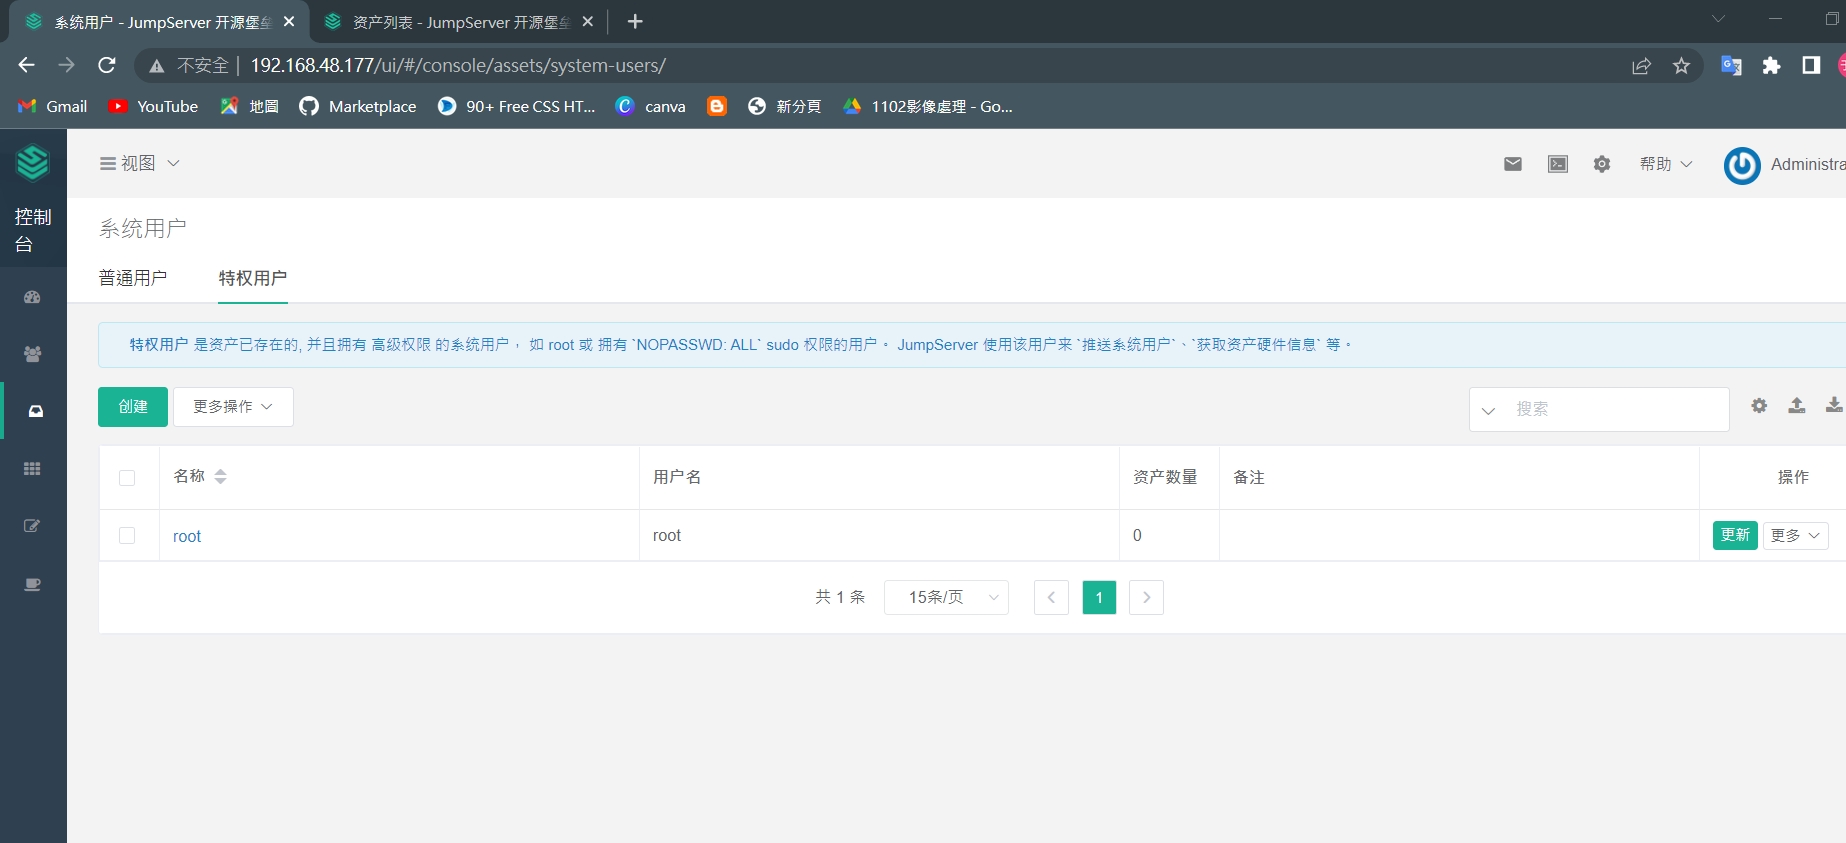 系统用户 - JumpServer 开源堡垒
资产列表 - JumpServer 开源堡垒
不安全 | 192.168.48.177/ui/#/console/assets/system-users/
Gmail YouTube 地圖 Marketplace 90+ Free CSS HT... canva 新分頁 1102影像處理 - Go...
控制台
视图 帮助 Administra
系统用户
普通用户 特权用户
特权用户 是资产已存在的, 并且拥有 高级权限 的系统用户， 如 root 或 拥有 `NOPASSWD: ALL` sudo 权限的用户。 JumpServer 使用该用户来 `推送系统用户`、`获取资产硬件信息` 等。
创建 更多操作 搜索
名称 用户名 资产数量 备注 操作
root root 0 更新 更多
共 1 条 15条/页 1